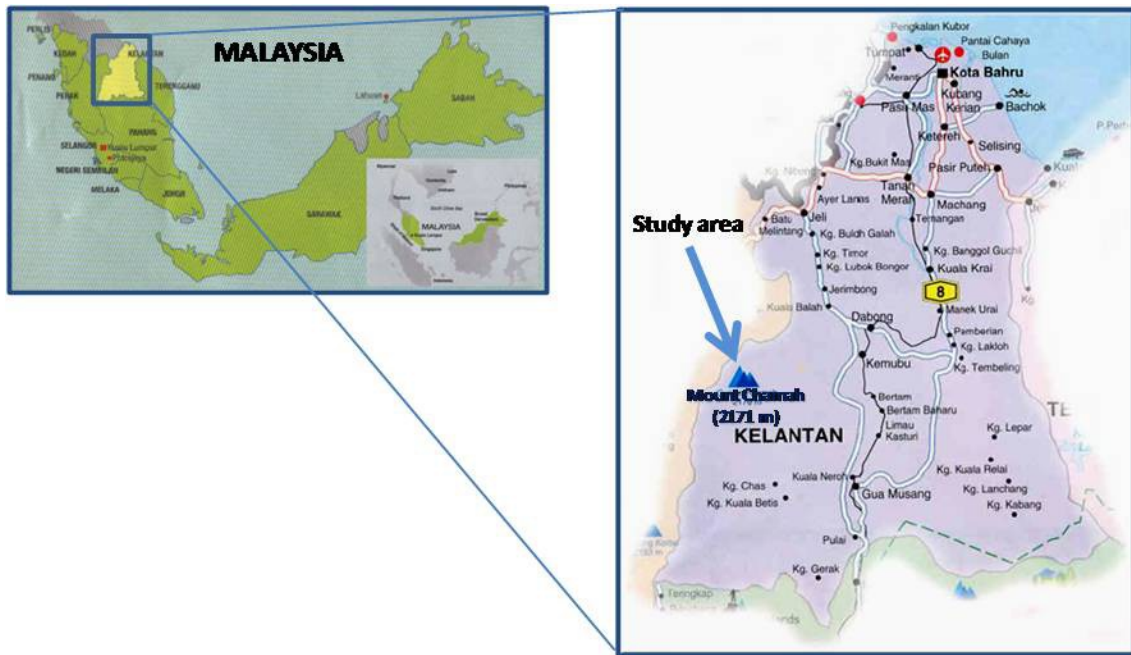 MALAYSIA
PERLIS
KEDAH
PENANG
PERAK
KELANTAN
TERENGGANU
PAHANG
SELANGOR
Kuala Lumpur
Putrajaya
NEGERI SEMBILAN
MELAKA
JOHOR
Labuan
SABAH
SARAWAK
MALAYSIA
Pengkalan Kubor
Pantai Cahaya
Bulan
Tumpat
Meranti
Kota Bahru
Kubang
Kerian
Pasir Mas
Bachok
Ketereh
Selising
Kg.Bukit Mas
Pasir Puteh
Tanah
Merah
Ayer Lanas
Machang
Batu
Melintang
Jeli
Temangan
Kg. Buldh Galah
Kg. Banggol Guchil
Kg. Timor
Kg. Lubok Bongor
Kuala Krai
Jerimbong
8
Kuala Balah
Manek Urai
Dabong
Pemberian
Kg. Lakloh
Kemubu
Kg. Tembeling
Study area
Mount Chamah
(2171 m)
Bertam
Bertam Baharu
Limau
Kasturi
KELANTAN
TE
Kg. Lepar
Kuala Neroh
Kg. Kuala Relai
Kg. Chas
Gua Musang
Kg. Lanchang
Kg. Kuala Betis
Kg. Kabang
Pulai
Kg. Gerak
Teringkap